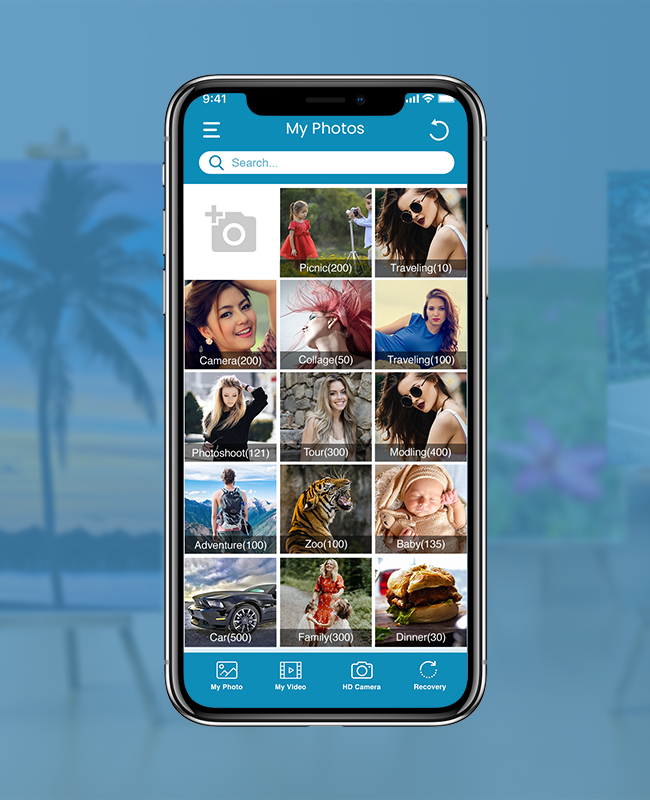 9:41
My Photos
Search...
Picnic(200)
Traveling(10)
Camera(200)
Collage(50)
Traveling(100)
Photoshoot(121)
Tour(300)
Modling(400)
Adventure(100)
Zoo(100)
Baby(135)
Car(500)
Family(300)
Dinner(30)
My Photo
My Video
HD Camera
Recovery